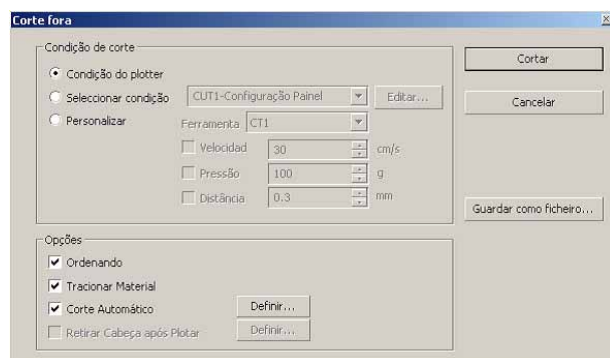 Corte fora
Condição de corte
Condição do plotter
Seleccionar condição CUT1-Configuração Painel Editar...
Personalizar Ferramenta CT1
Velocidad 30 cm/s
Pressão 100 g
Distância 0.3 mm
Cortar
Cancelar
Guardar como ficheiro...
Opções
Ordenando
Tracionar Material
Corte Automático Definir...
Retirar Cabeça após Plotar Definir...